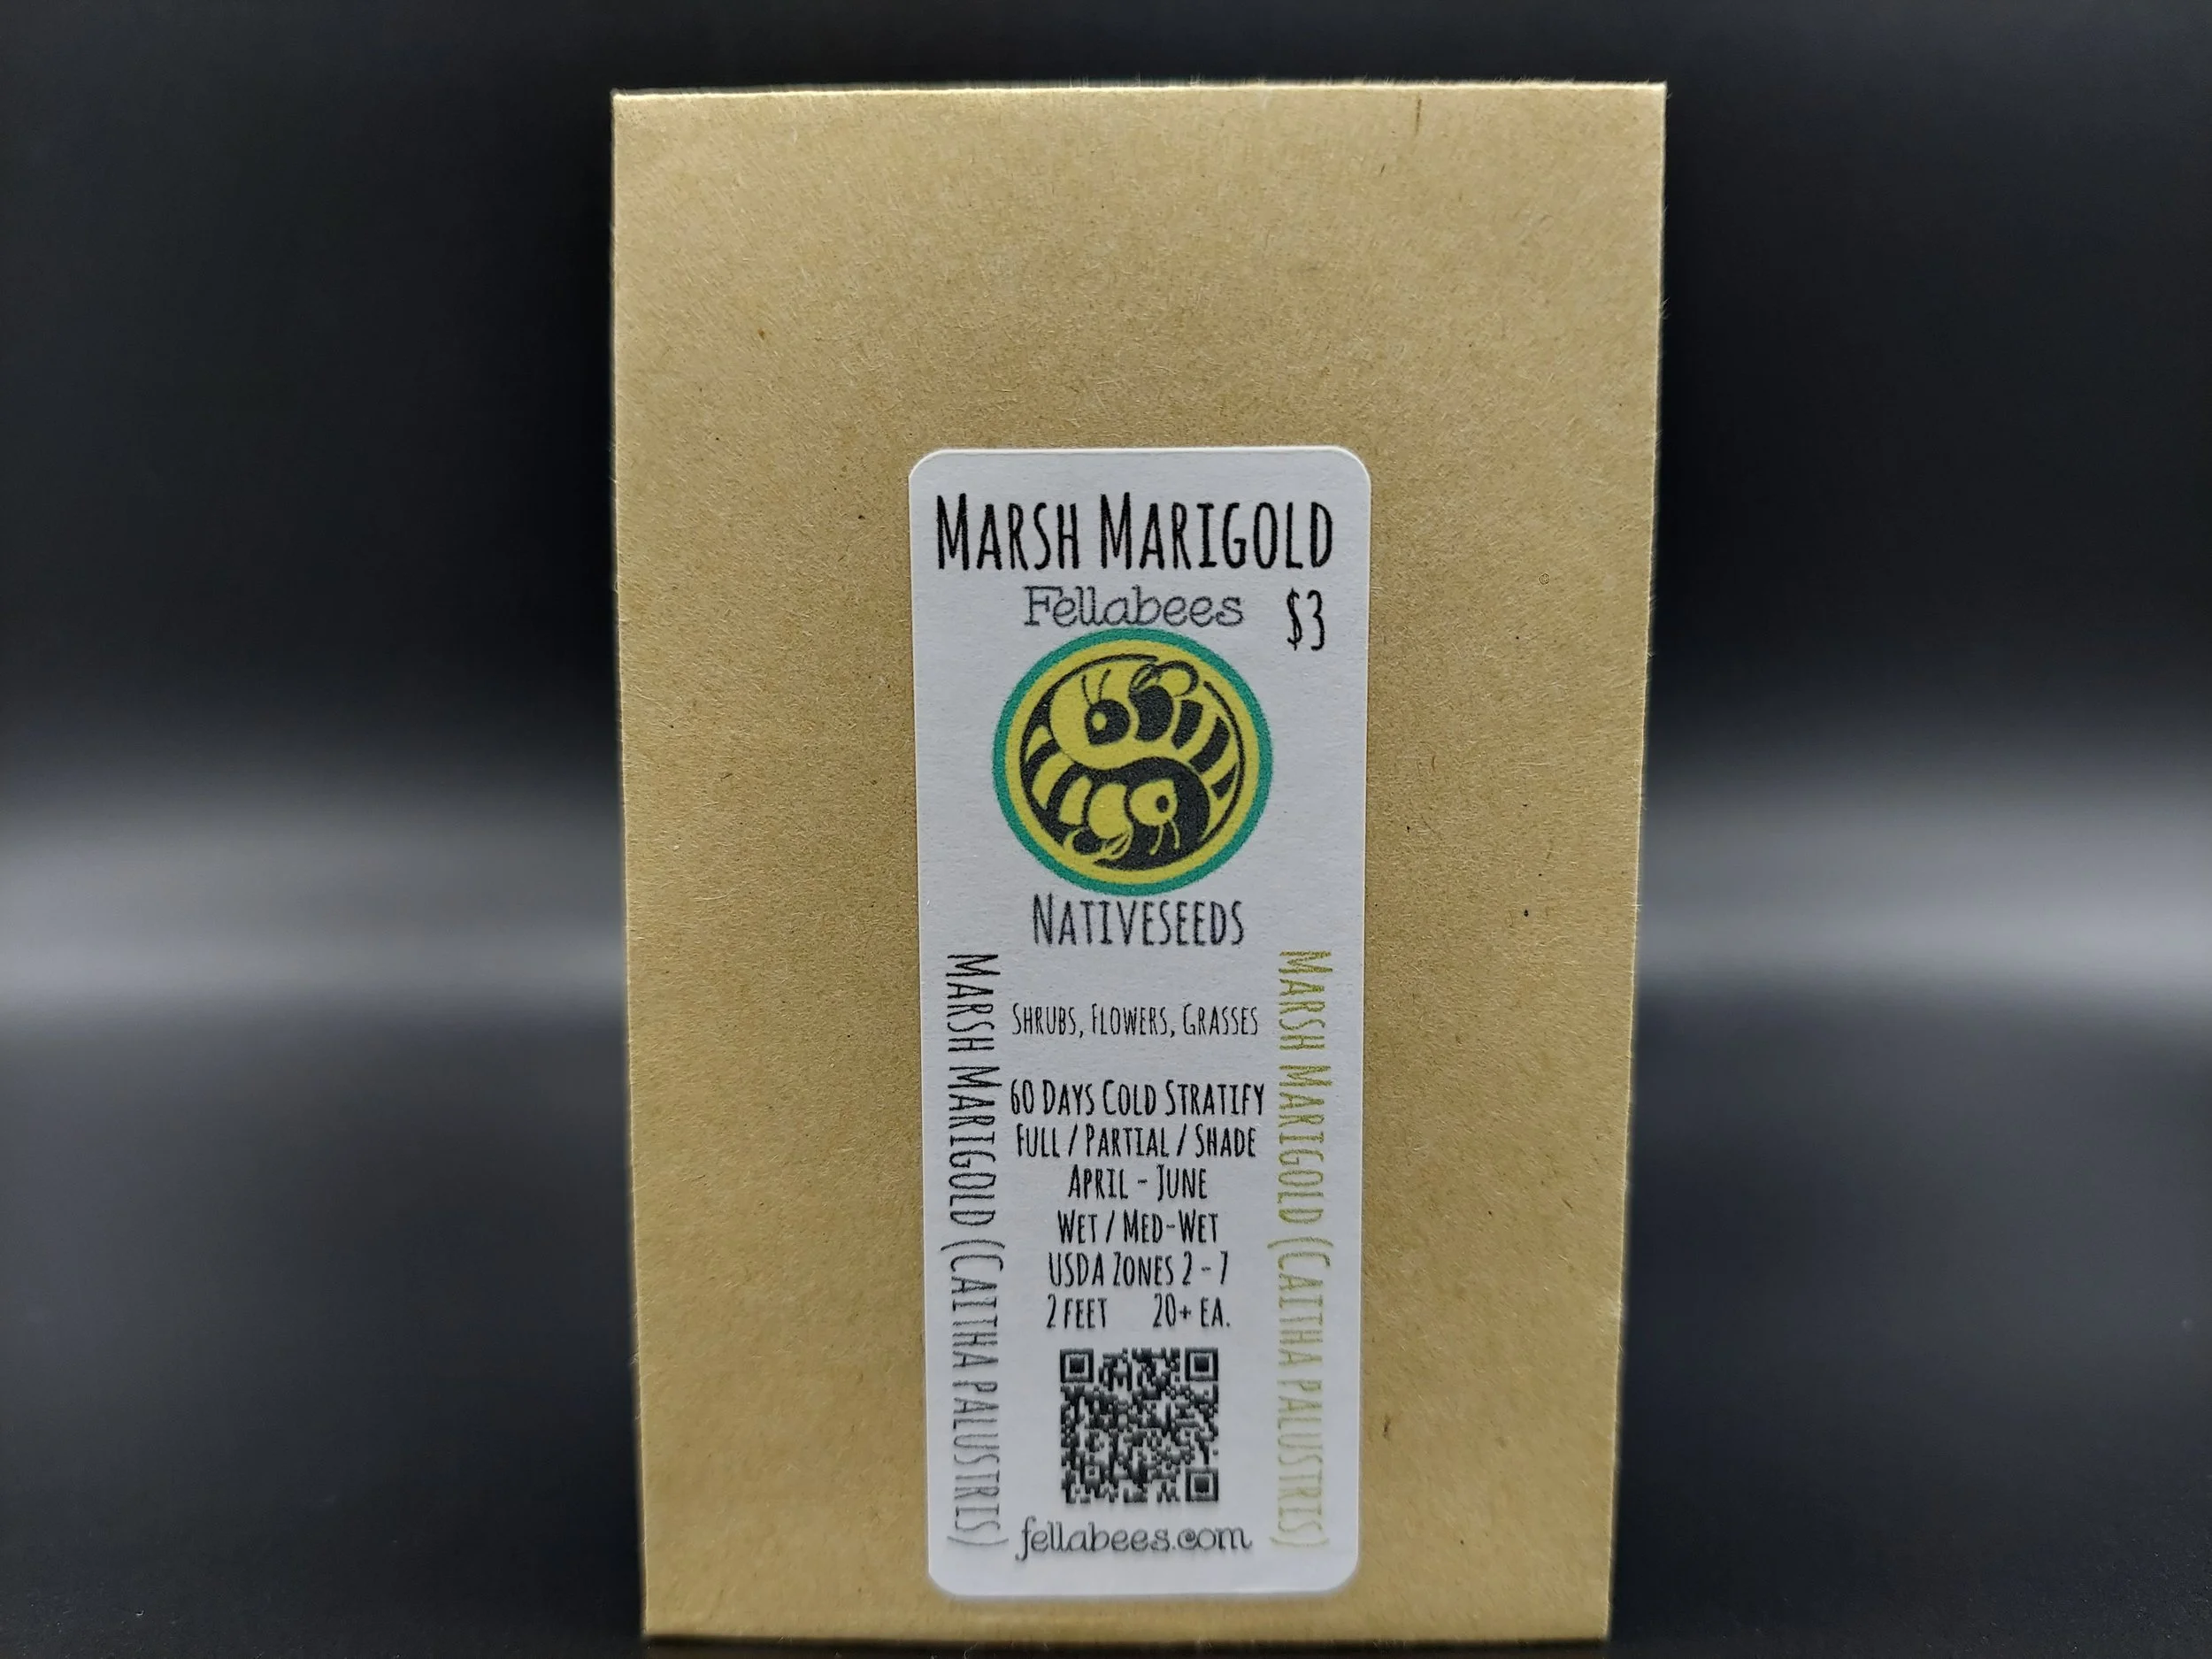 Marsh Marigold
Fellabees
$3
Nativeseeds
Shrubs, Flowers, Grasses
60 Days Cold Stratify
Full / Partial / Shade
April - June
Wet / Med-Wet
USDA Zones 2 - 7
2 feet 20+ ea.
fellabees.com
Marsh Marigold (Caltha palustris)
Marsh Marigold (Caltha palustris)